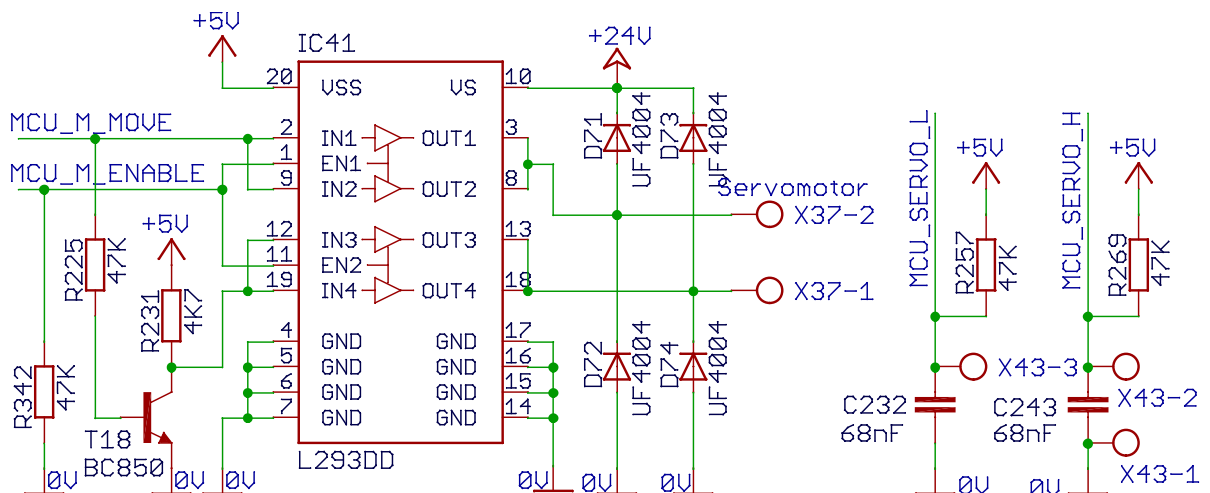 +5V
IC41
+24V
20 VSS VS 10
MCU_M_MOVE
2 IN1 OUT1 3
1 EN1
MCU_M_ENABLE
9 IN2 OUT2 8
12 IN3 OUT3 13
11 EN2
19 IN4 OUT4 18
4 GND GND 17
5 GND GND 16
6 GND GND 15
7 GND GND 14
L293DD
+5V
R225
47K
R231
4K7
R342
47K
T18
BC850
0V
0V
0V
0V
0V
0V
D71
UF4004
D73
UF4004
D72
UF4004
D74
UF4004
Servomotor
X37-2
X37-1
MCU_SERVO_L
+5V
R257
47K
X43-3
C232
68nF
0V
MCU_SERVO_H
+5V
R269
47K
X43-2
C243
68nF
X43-1
0V